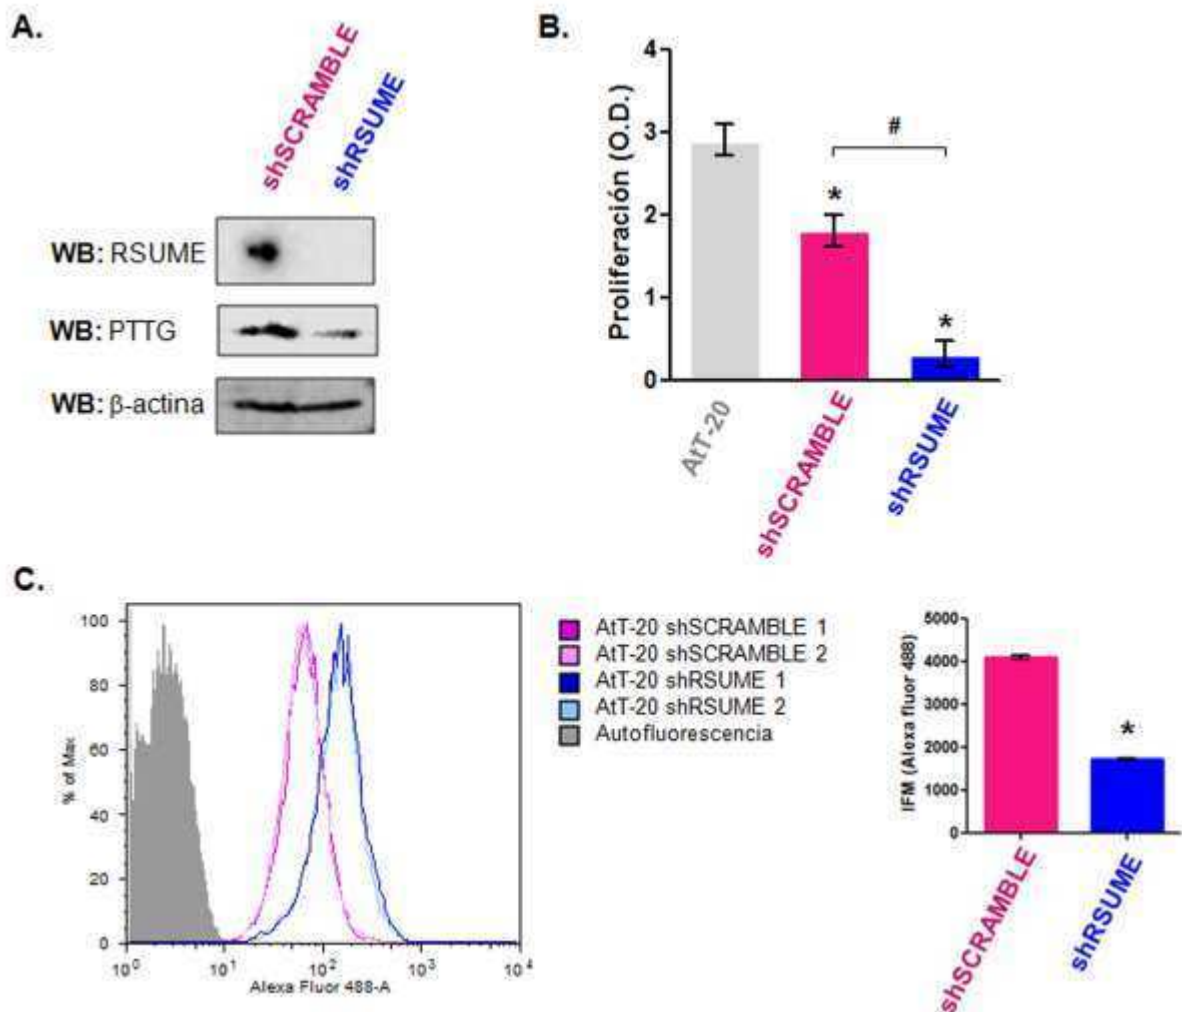 A.
shSCRAMBLE
shRSUME
WB: RSUME
WB: PTTG
WB: β-actina
B.
Proliferación (O.D.)
4
3
2
1
0
#
*
*
AtT-20
shSCRAMBLE
shRSUME
C.
% of Max
100
80
60
40
20
0
10⁰ 10¹ 10² 10³ 10⁴
Alexa Fluor 488-A
AtT-20 shSCRAMBLE 1
AtT-20 shSCRAMBLE 2
AtT-20 shRSUME 1
AtT-20 shRSUME 2
Autofluorescencia
IFM (Alexa fluor 488)
5000
4000
3000
2000
1000
0
*
shSCRAMBLE
shRSUME